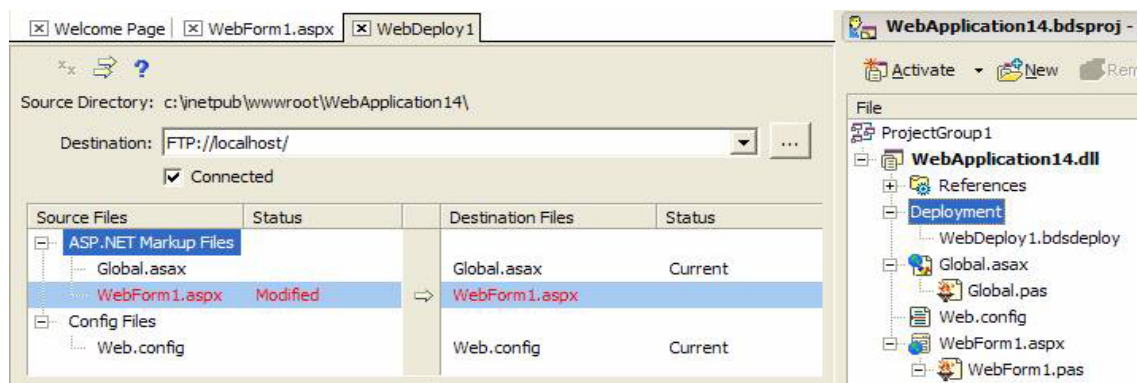 Welcome Page WebForm1.aspx WebDeploy1
Source Directory: c:\inetpub\wwwroot\WebApplication14\
Destination: FTP://localhost/ ...
Connected
Source Files Status Destination Files Status
ASP.NET Markup Files
Global.asax Global.asax Current
WebForm1.aspx Modified WebForm1.aspx
Config Files
Web.config Web.config Current
WebApplication14.bdsproj -
Activate New Rem
File
ProjectGroup1
WebApplication14.dll
References
Deployment
WebDeploy1.bdsdeploy
Global.asax
Global.pas
Web.config
WebForm1.aspx
WebForm1.pas